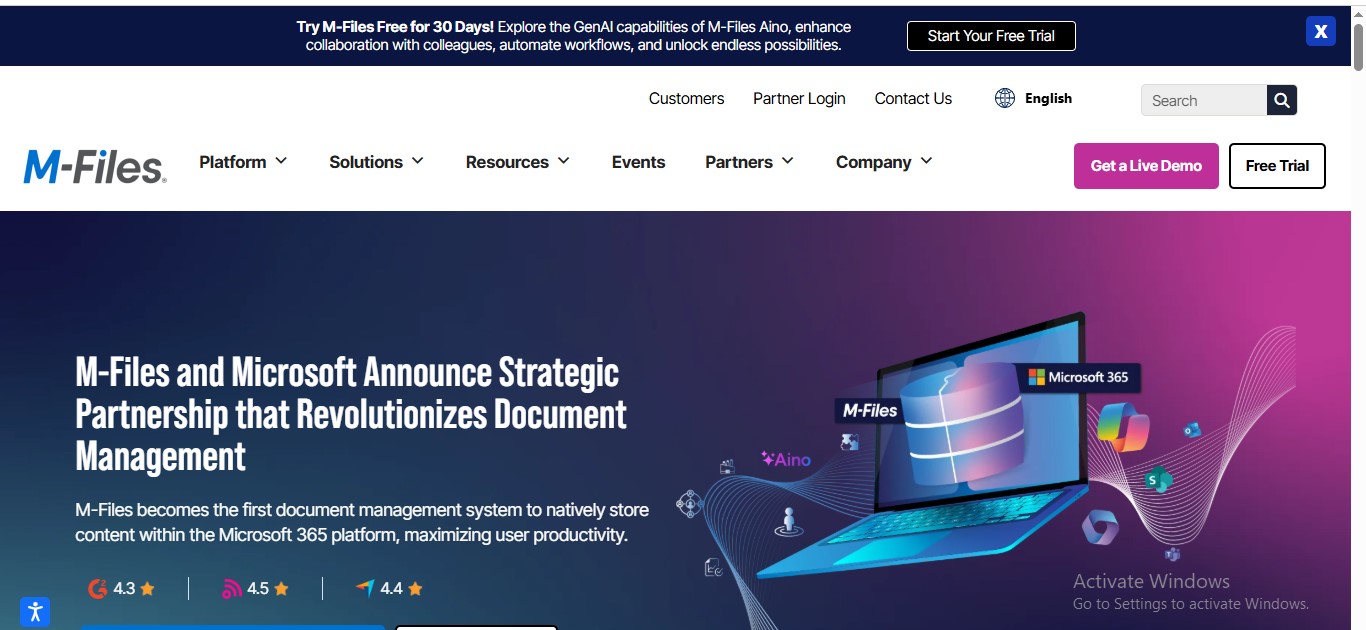 Try M-Files Free for 30 Days! Explore the GenAI capabilities of M-Files Aino, enhance
collaboration with colleagues, automate workflows, and unlock endless possibilities.
Start Your Free Trial
X
Customers
Partner Login
Contact Us
English
Search
M-Files®
Platform
Solutions
Resources
Events
Partners
Company
Get a Live Demo
Free Trial
M-Files and Microsoft Announce Strategic
Partnership that Revolutionizes Document
Management
M-Files becomes the first document management system to natively store
content within the Microsoft 365 platform, maximizing user productivity.
4.3
4.5
4.4
Microsoft 365
M-Files
Aino
S
Activate Windows
Go to Settings to activate Windows.